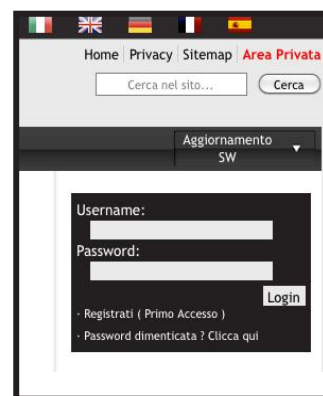 Home Privacy Sitemap Area Privata
Cerca nel sito... Cerca
Aggiornamento
SW
Username:
Password:
Login
· Registrati ( Primo Accesso )
· Password dimenticata ? Clicca qui